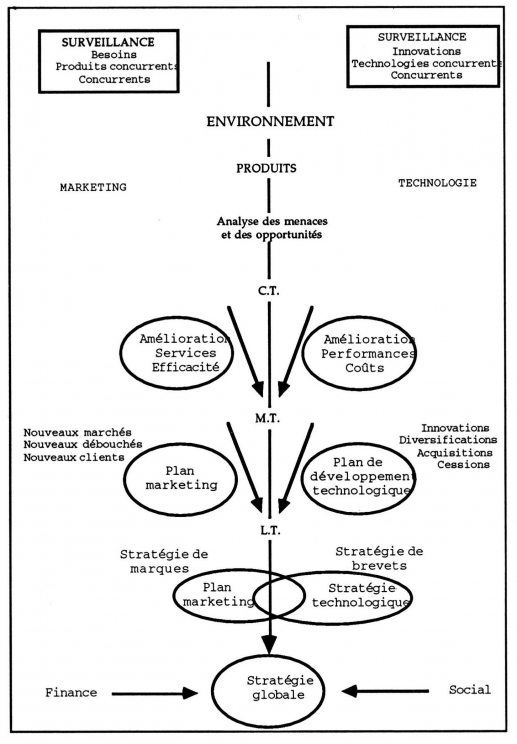 SURVEILLANCE
Besoins
Produits concurrents
Concurrents
SURVEILLANCE
Innovations
Technologies concurrent
Concurrents
ENVIRONNEMENT
PRODUITS
MARKETING
TECHNOLOGIE
Analyse des menaces
et des opportunités
C.T.
Amélioration
Services
Efficacité
Amélioration
Performances
Coûts
M.T.
Nouveaux marchés
Nouveaux débouchés
Nouveaux clients
Innovations
Diversifications
Acquisitions
Cessions
Plan
marketing
Plan de
développement
technologique
L.T.
Stratégie de
marques
Stratégie de
brevets
Plan
marketing
Stratégie
technologique
Stratégie
globale
Finance
Social